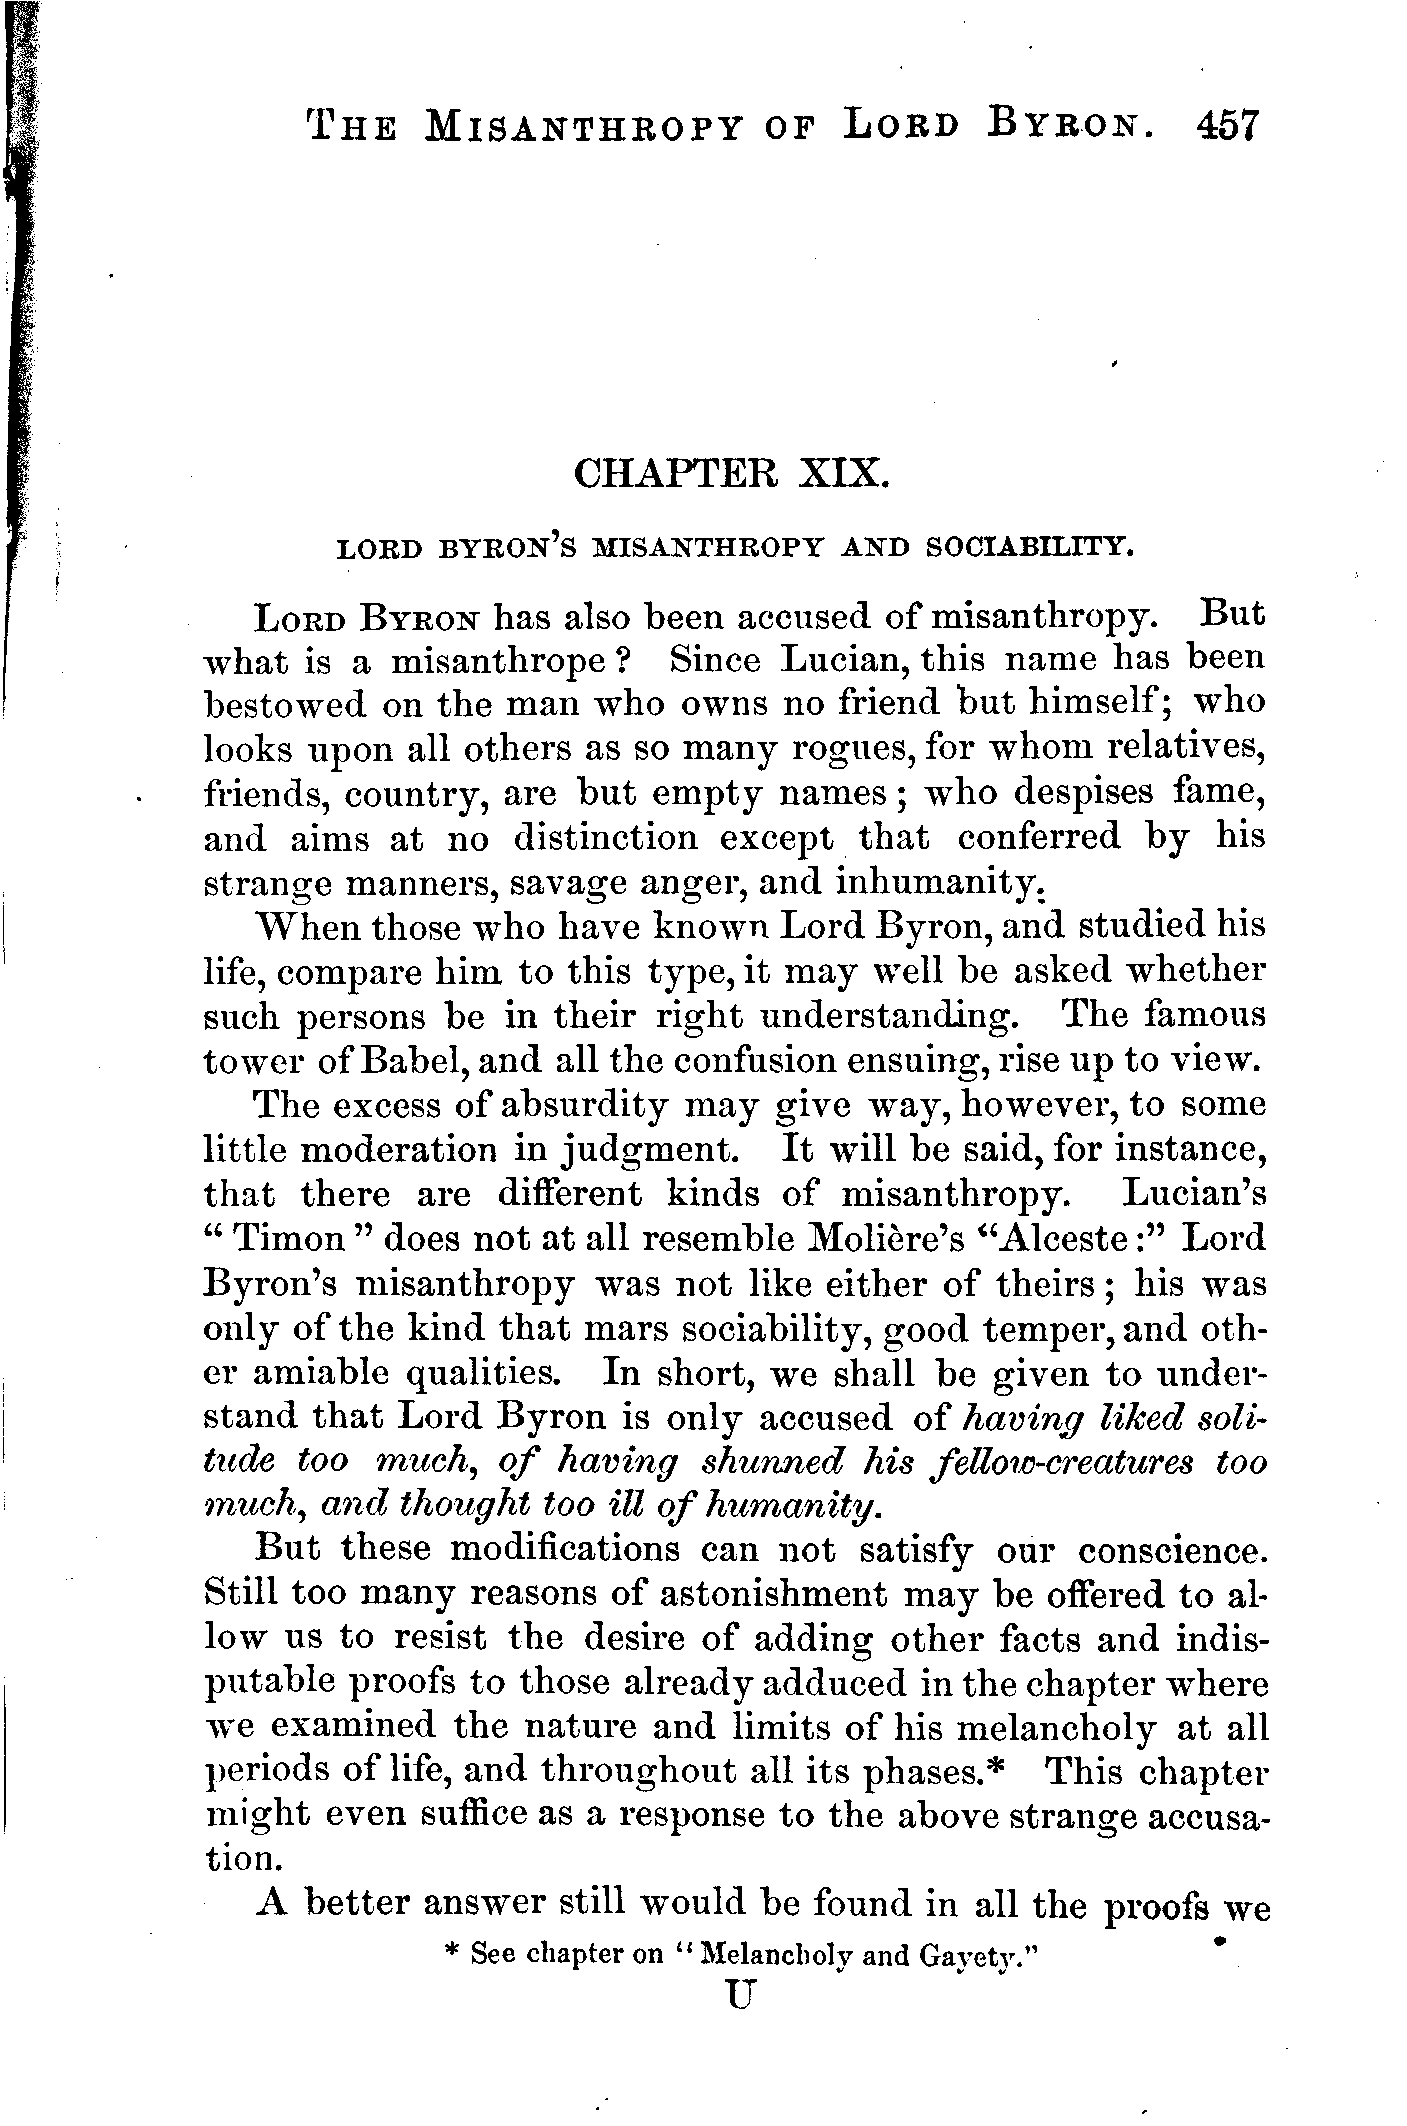 THE MISANTHROPY OF LORD BYRON. 457
CHAPTER XIX.
LORD BYRON'S MISANTHROPY AND SOCIABILITY.
LORD BYRON has also been accused of misanthropy. But
what is a misanthrope? Since Lucian, this name has been
bestowed on the man who owns no friend but himself; who
looks upon all others as so many rogues, for whom relatives,
friends, country, are but empty names; who despises fame,
and aims at no distinction except that conferred by his
strange manners, savage anger, and inhumanity.
When those who have known Lord Byron, and studied his
life, compare him to this type, it may well be asked whether
such persons be in their right understanding. The famous
tower of Babel, and all the confusion ensuing, rise up to view.
The excess of absurdity may give way, however, to some
little moderation in judgment. It will be said, for instance,
that there are different kinds of misanthropy. Lucian's
"Timon" does not at all resemble Molière's "Alceste:" Lord
Byron's misanthropy was not like either of theirs; his was
only of the kind that mars sociability, good temper, and oth-
er amiable qualities. In short, we shall be given to under-
stand that Lord Byron is only accused of having liked soli-
tude too much, of having shunned his fellow-creatures too
much, and thought too ill of humanity.
But these modifications can not satisfy our conscience.
Still too many reasons of astonishment may be offered to al-
low us to resist the desire of adding other facts and indis-
putable proofs to those already adduced in the chapter where
we examined the nature and limits of his melancholy at all
periods of life, and throughout all its phases.* This chapter
might even suffice as a response to the above strange accusa-
tion.
A better answer still would be found in all the proofs we
* See chapter on "Melancholy and Gayety."
U